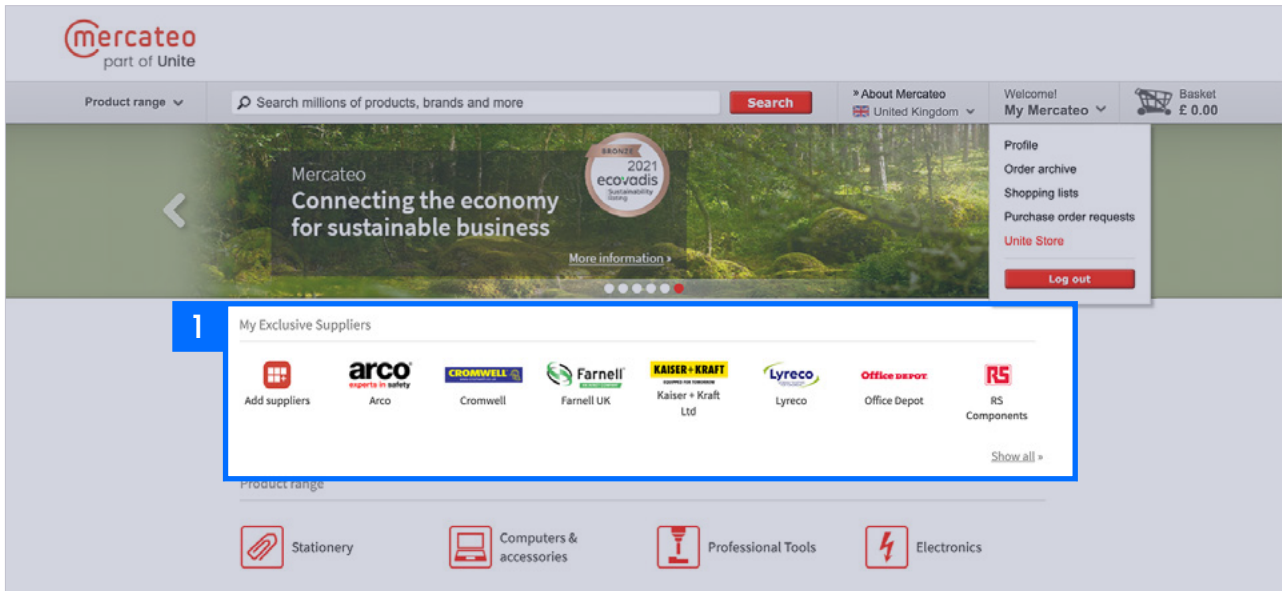 mercateo
part of Unite
Product range
Search millions of products, brands and more
Search
» About Mercateo
United Kingdom
Welcome!
My Mercateo
Basket
£ 0.00
Profile
Order archive
Shopping lists
Purchase order requests
Unite Store
Log out
Mercateo
Connecting the economy
for sustainable business
More information »
BRONZE
2021
ecovadis
Sustainability
Rating
1
My Exclusive Suppliers
Add suppliers
arco
experts in safety
Arco
CROMWELL
Cromwell
Farnell
Farnell UK
KAISER+KRAFT
Kaiser + Kraft
Ltd
Lyreco
Lyreco
Office DEPOT
Office Depot
RS
RS
Components
Show all »
Product range
Stationery
Computers &
accessories
Professional Tools
Electronics